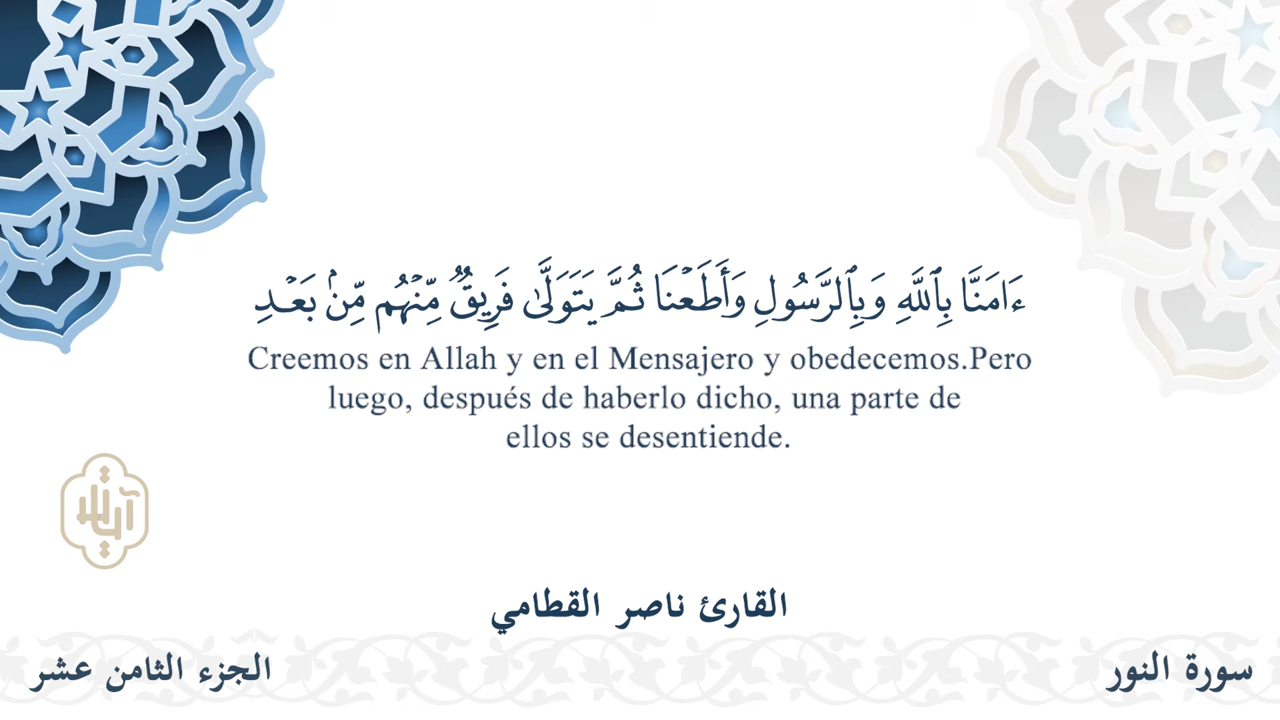 ءَامَنَّا بِٱللَّهِ وَبِٱلرَّسُولِ وَأَطَعۡنَا ثُمَّ يَتَوَلَّىٰ فَرِيقٞ مِّنۡهُم مِّنۢ بَعۡدِ
Creemos en Allah y en el Mensajero y obedecemos.Pero
luego, después de haberlo dicho, una parte de
ellos se desentiende.
القارئ ناصر القطامي
سورة النور
الجزء الثامن عشر